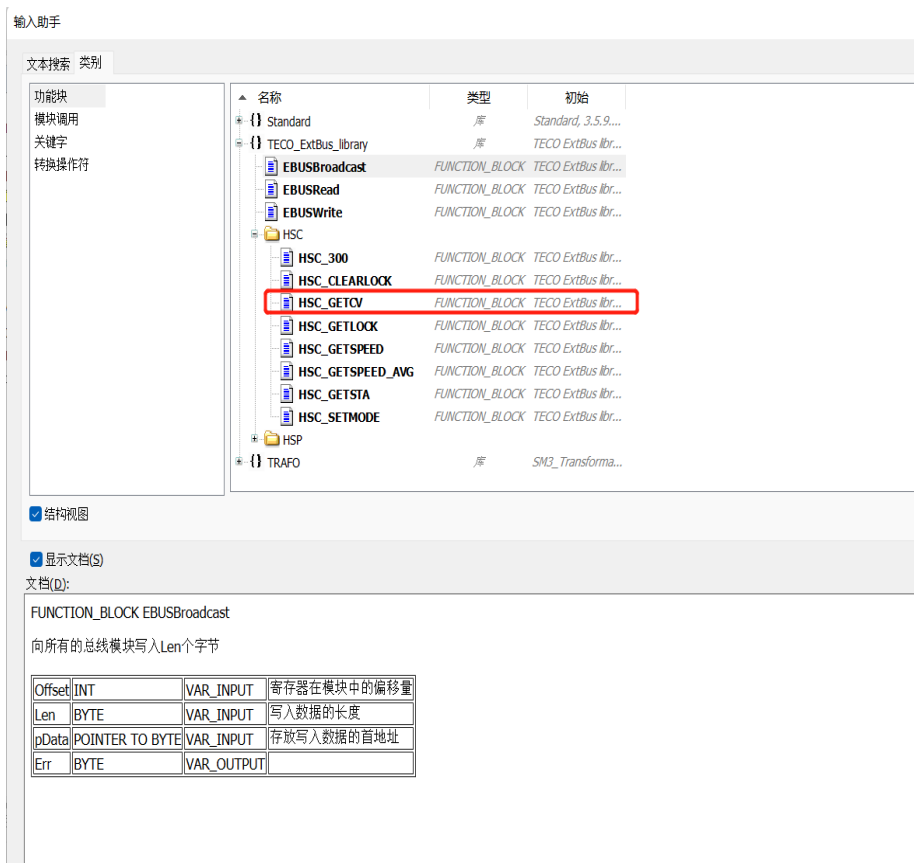 输入助手
文本搜索 类别
功能块
模块调用
关键字
转换操作符
名称 类型 初始
{} Standard 库 Standard, 3.5.9....
{} TECO_ExtBus_library 库 TECO ExtBus libr...
EBUSBroadcast FUNCTION_BLOCK TECO ExtBus libr...
EBUSRead FUNCTION_BLOCK TECO ExtBus libr...
EBUSWrite FUNCTION_BLOCK TECO ExtBus libr...
HSC
HSC_300 FUNCTION_BLOCK TECO ExtBus libr...
HSC_CLEARLOCK FUNCTION_BLOCK TECO ExtBus libr...
HSC_GETCV FUNCTION_BLOCK TECO ExtBus libr...
HSC_GETLOCK FUNCTION_BLOCK TECO ExtBus libr...
HSC_GETSPEED FUNCTION_BLOCK TECO ExtBus libr...
HSC_GETSPEED_AVG FUNCTION_BLOCK TECO ExtBus libr...
HSC_GETSTA FUNCTION_BLOCK TECO ExtBus libr...
HSC_SETMODE FUNCTION_BLOCK TECO ExtBus libr...
HSP
{} TRAFO 库 SM3_Transforma...
结构视图
显示文档(S)
文档(D):
FUNCTION_BLOCK EBUSBroadcast
向所有的总线模块写入Len个字节
Offset INT VAR_INPUT 寄存器在模块中的偏移量
Len BYTE VAR_INPUT 写入数据的长度
pData POINTER TO BYTE VAR_INPUT 存放写入数据的首地址
Err BYTE VAR_OUTPUT